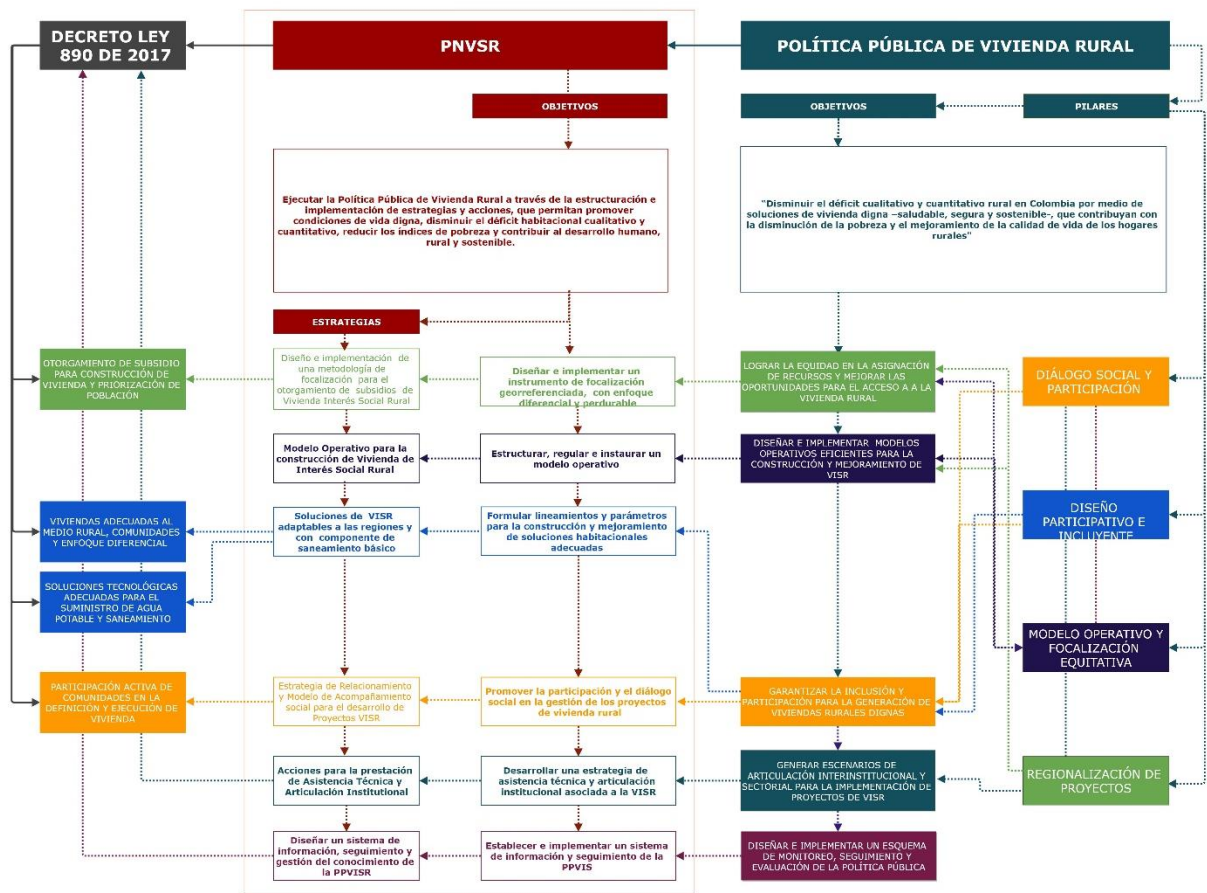 DECRETO LEY
890 DE 2017
PNVSR
POLÍTICA PÚBLICA DE VIVIENDA RURAL
OBJETIVOS
OBJETIVOS
PILARES
Ejecutar la Política Pública de Vivienda Rural a través de la estructuración e
implementación de estrategias y acciones, que permitan promover
condiciones de vida digna, disminuir el déficit habitacional cualitativo y
cuantitativo, reducir los índices de pobreza y contribuir al desarrollo humano,
rural y sostenible.
"Disminuir el déficit cualitativo y cuantitativo rural en Colombia por medio de
soluciones de vivienda digna –saludable, segura y sostenible-, que contribuyan con
la disminución de la pobreza y el mejoramiento de la calidad de vida de los hogares
rurales"
ESTRATEGIAS
OTORGAMIENTO DE SUBSIDIO
PARA CONSTRUCCIÓN DE
VIVIENDA Y PRIORIZACIÓN DE
POBLACIÓN
Diseño e implementación de
una metodología de
focalización para el
otorgamiento de subsidios de
Vivienda Interés Social Rural
Diseñar e implementar un
instrumento de focalización
georreferenciada, con enfoque
diferencial y perdurable
LOGRAR LA EQUIDAD EN LA ASIGNACIÓN
DE RECURSOS Y MEJORAR LAS
OPORTUNIDADES PARA EL ACCESO A A LA
VIVIENDA RURAL
DIÁLOGO SOCIAL Y
PARTICIPACIÓN
Modelo Operativo para la
construcción de Vivienda de
Interés Social Rural
Estructurar, regular e instaurar un
modelo operativo
DISEÑAR E IMPLEMENTAR MODELOS
OPERATIVOS EFICIENTES PARA LA
CONSTRUCCIÓN Y MEJORAMIENTO DE
VISR
VIVIENDAS ADECUADAS AL
MEDIO RURAL, COMUNIDADES
Y ENFOQUE DIFERENCIAL
Soluciones de VISR
adaptables a las regiones y
con componente de
saneamiento básico
Formular lineamientos y parámetros
para la construcción y mejoramiento
de soluciones habitacionales
adecuadas
DISEÑO
PARTICIPATIVO E
INCLUYENTE
SOLUCIONES TECNOLÓGICAS
ADECUADAS PARA EL
SUMINISTRO DE AGUA
POTABLE Y SANEAMIENTO
MODELO OPERATIVO Y
FOCALIZACIÓN
EQUITATIVA
PARTICIPACIÓN ACTIVA DE
COMUNIDADES EN LA
DEFINICIÓN Y EJECUCIÓN DE
VIVIENDA
Estrategia de Relacionamiento
y Modelo de Acompañamiento
social para el desarrollo de
Proyectos VISR
Promover la participación y el diálogo
social en la gestión de los proyectos
de vivienda rural
GARANTIZAR LA INCLUSIÓN Y
PARTICIPACIÓN PARA LA GENERACIÓN DE
VIVIENDAS RURALES DIGNAS
Acciones para la prestación
de Asistencia Técnica y
Articulación Institucional
Desarrollar una estrategia de
asistencia técnica y articulación
institucional asociada a la VISR
GENERAR ESCENARIOS DE
ARTICULACIÓN INTERINSTITUCIONAL Y
SECTORIAL PARA LA IMPLEMENTACIÓN DE
PROYECTOS DE VISR
REGIONALIZACIÓN DE
PROYECTOS
Diseñar un sistema de
información, seguimiento y
gestión del conocimiento de
la PPVISR
Establecer e implementar un sistema
de información y seguimiento de la
PPVIS
DISEÑAR E IMPLEMENTAR UN ESQUEMA
DE MONITOREO, SEGUIMIENTO Y
EVALUACIÓN DE LA POLÍTICA PÚBLICA